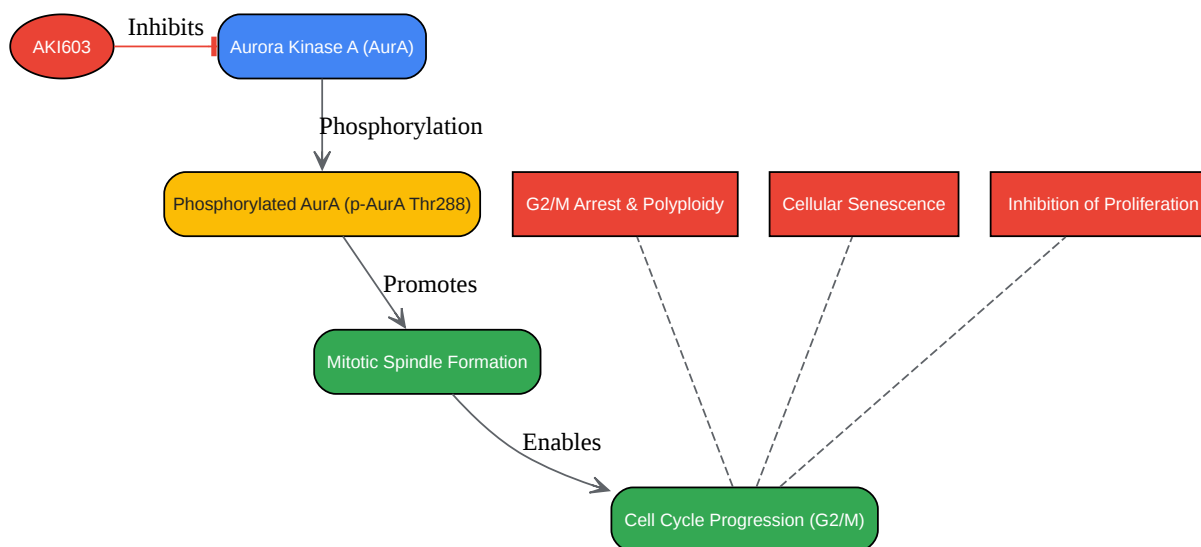 Inhibits
AKI603
Aurora Kinase A (AurA)
Phosphorylation
Phosphorylated AurA (p-AurA Thr288)
G2/M Arrest & Polyploidy
Cellular Senescence
Inhibition of Proliferation
Promotes
Mitotic Spindle Formation
Enables
Cell Cycle Progression (G2/M)